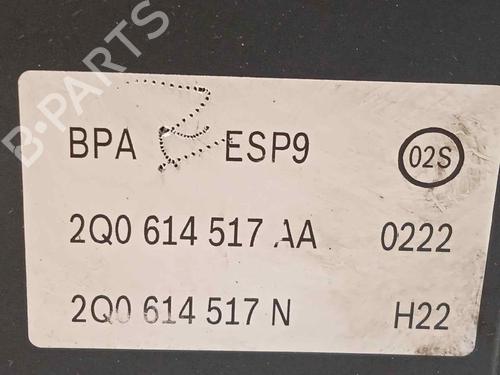 B-PARTS
BPA ESP9 02S
2Q0 614 517 AA 0222
2Q0 614 517 N H22